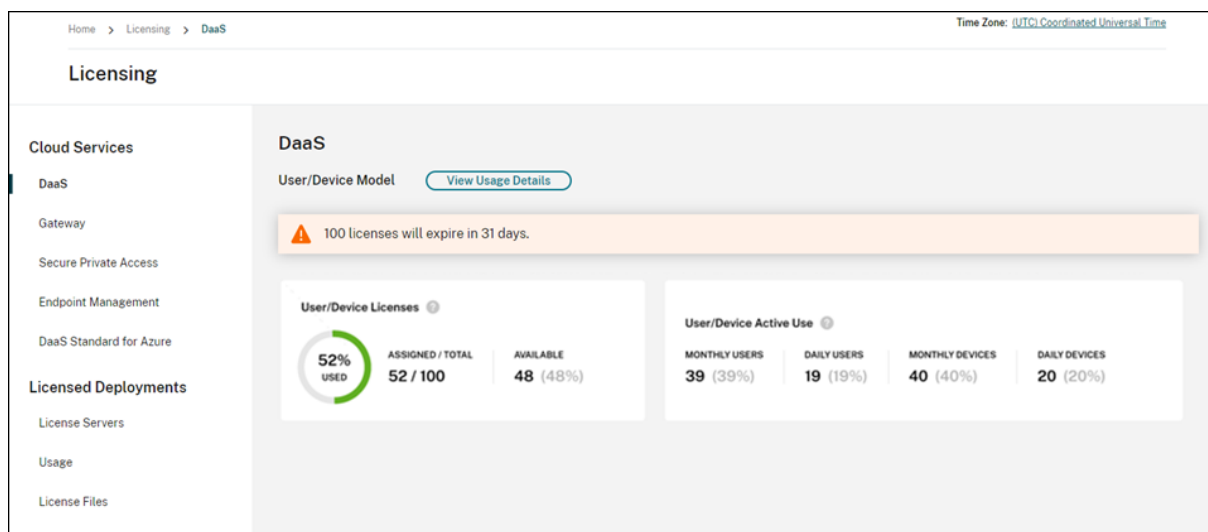 Home > Licensing > DaaS
Time Zone: (UTC) Coordinated Universal Time
Licensing
Cloud Services
DaaS
Gateway
Secure Private Access
Endpoint Management
DaaS Standard for Azure
Licensed Deployments
License Servers
Usage
License Files
DaaS
User/Device Model
View Usage Details
100 licenses will expire in 31 days.
User/Device Licenses ?
52%
USED
ASSIGNED / TOTAL
52 / 100
AVAILABLE
48 (48%)
User/Device Active Use ?
MONTHLY USERS
39 (39%)
DAILY USERS
19 (19%)
MONTHLY DEVICES
40 (40%)
DAILY DEVICES
20 (20%)